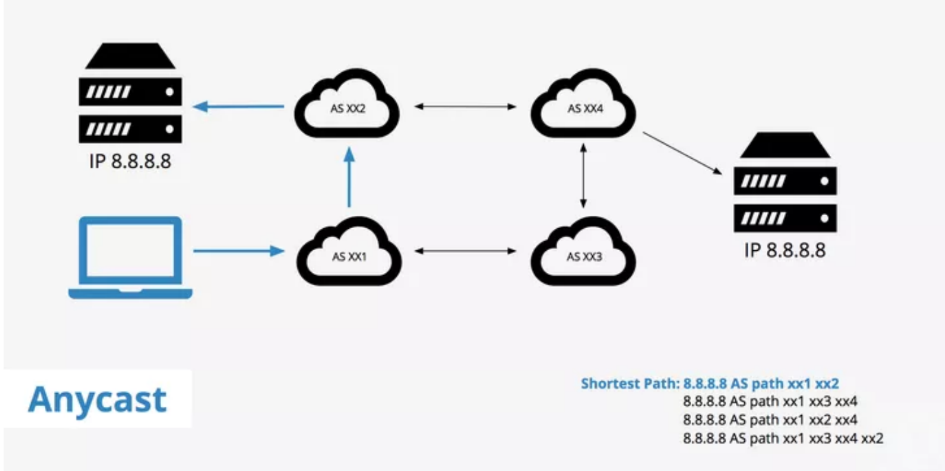 AS XX2
AS XX4
IP 8.8.8.8
AS XX1
AS XX3
IP 8.8.8.8
Anycast
Shortest Path: 8.8.8.8 AS path xx1 xx2
8.8.8.8 AS path xx1 xx3 xx4
8.8.8.8 AS path xx1 xx2 xx4
8.8.8.8 AS path xx1 xx3 xx4 xx2